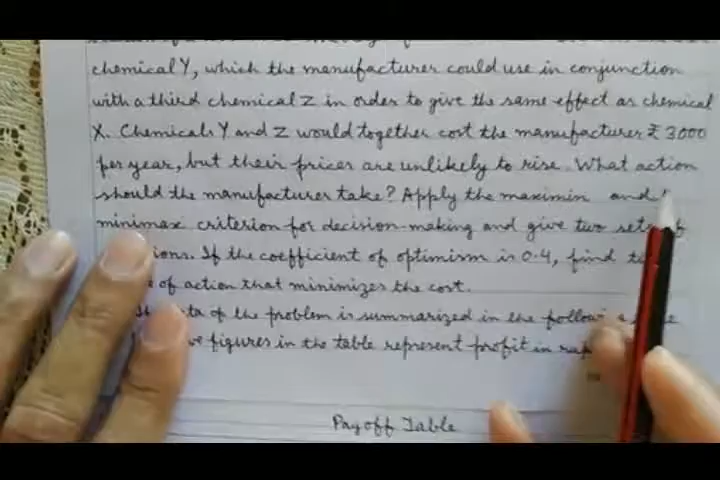 chemical Y, which the manufacturer could use in conjunction
with a third chemical Z in order to give the same effect as chemical
X. Chemicals Y and Z would together cost the manufacturer ₹ 3000
per year, but their prices are unlikely to rise. What action
should the manufacturer take? Apply the maximin and
minimax criterion for decision-making and give two sets of
If the coefficient of optimism is 0.4, find
of action that minimizes the cost.
of the problem is summarized in the
figures in the table represent profit in
Payoff Table